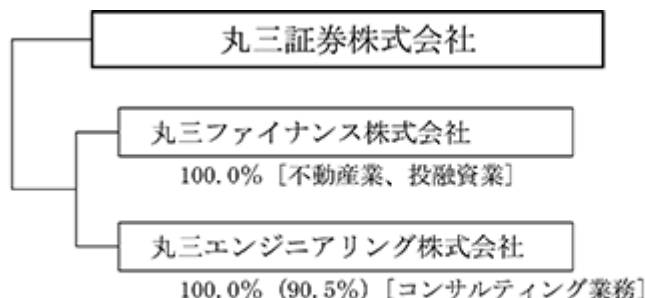 丸三証券株式会社
丸三ファイナンス株式会社
100.0% [不動産業、投融資業]
丸三エンジニアリング株式会社
100.0% (90.5%) [コンサルティング業務]